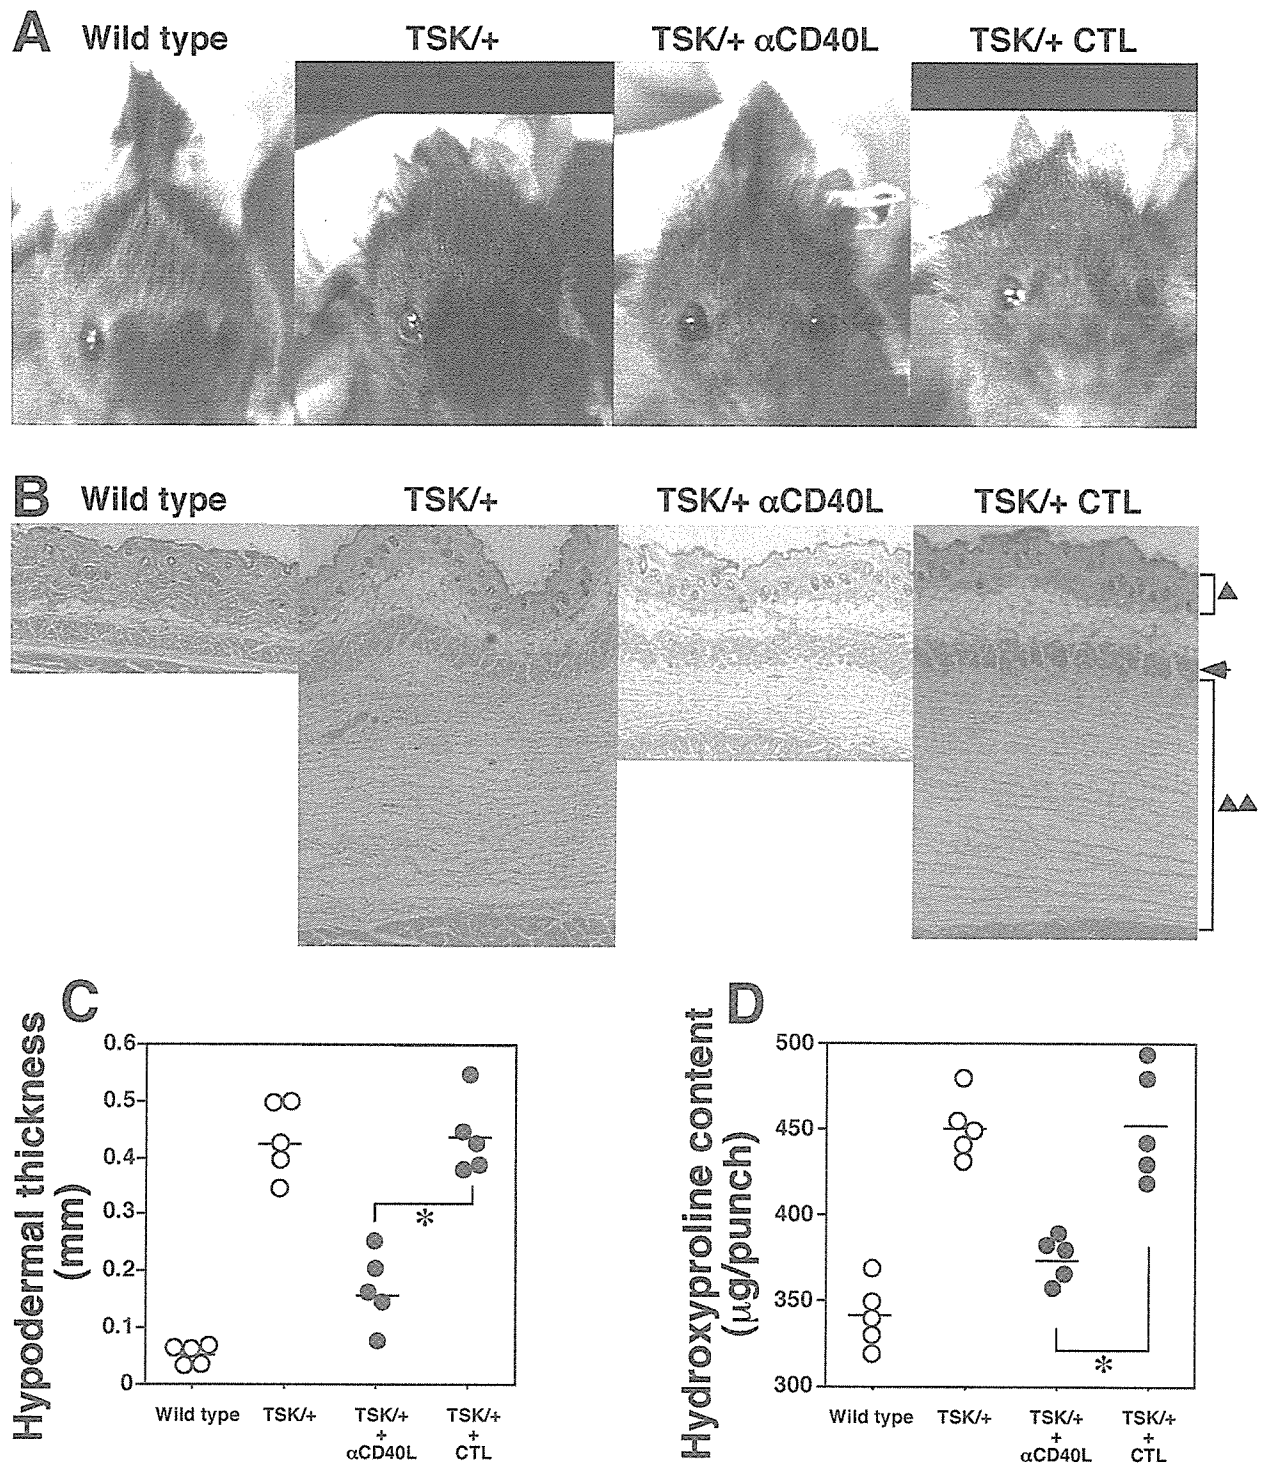 A
Wild type
TSK/+
TSK/+ αCD40L
TSK/+ CTL
B
Wild type
TSK/+
TSK/+ αCD40L
TSK/+ CTL
C
Hypodermal thickness
(mm)
0.6
0.5
0.4
0.3
0.2
0.1
0
*
Wild type
TSK/+
TSK/+
+
αCD40L
TSK/+
+
CTL
D
Hydroxyproline content
(µg/punch)
500
450
400
350
300
*
Wild type
TSK/+
TSK/+
+
αCD40L
TSK/+
+
CTL